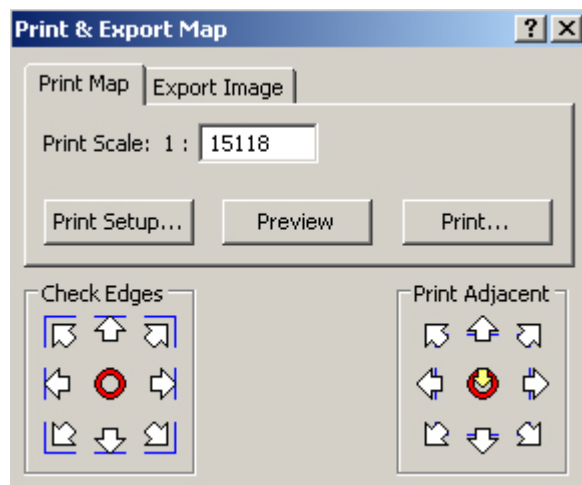 Print & Export Map
Print Map Export Image
Print Scale: 1 : 15118
Print Setup... Preview Print...
Check Edges Print Adjacent